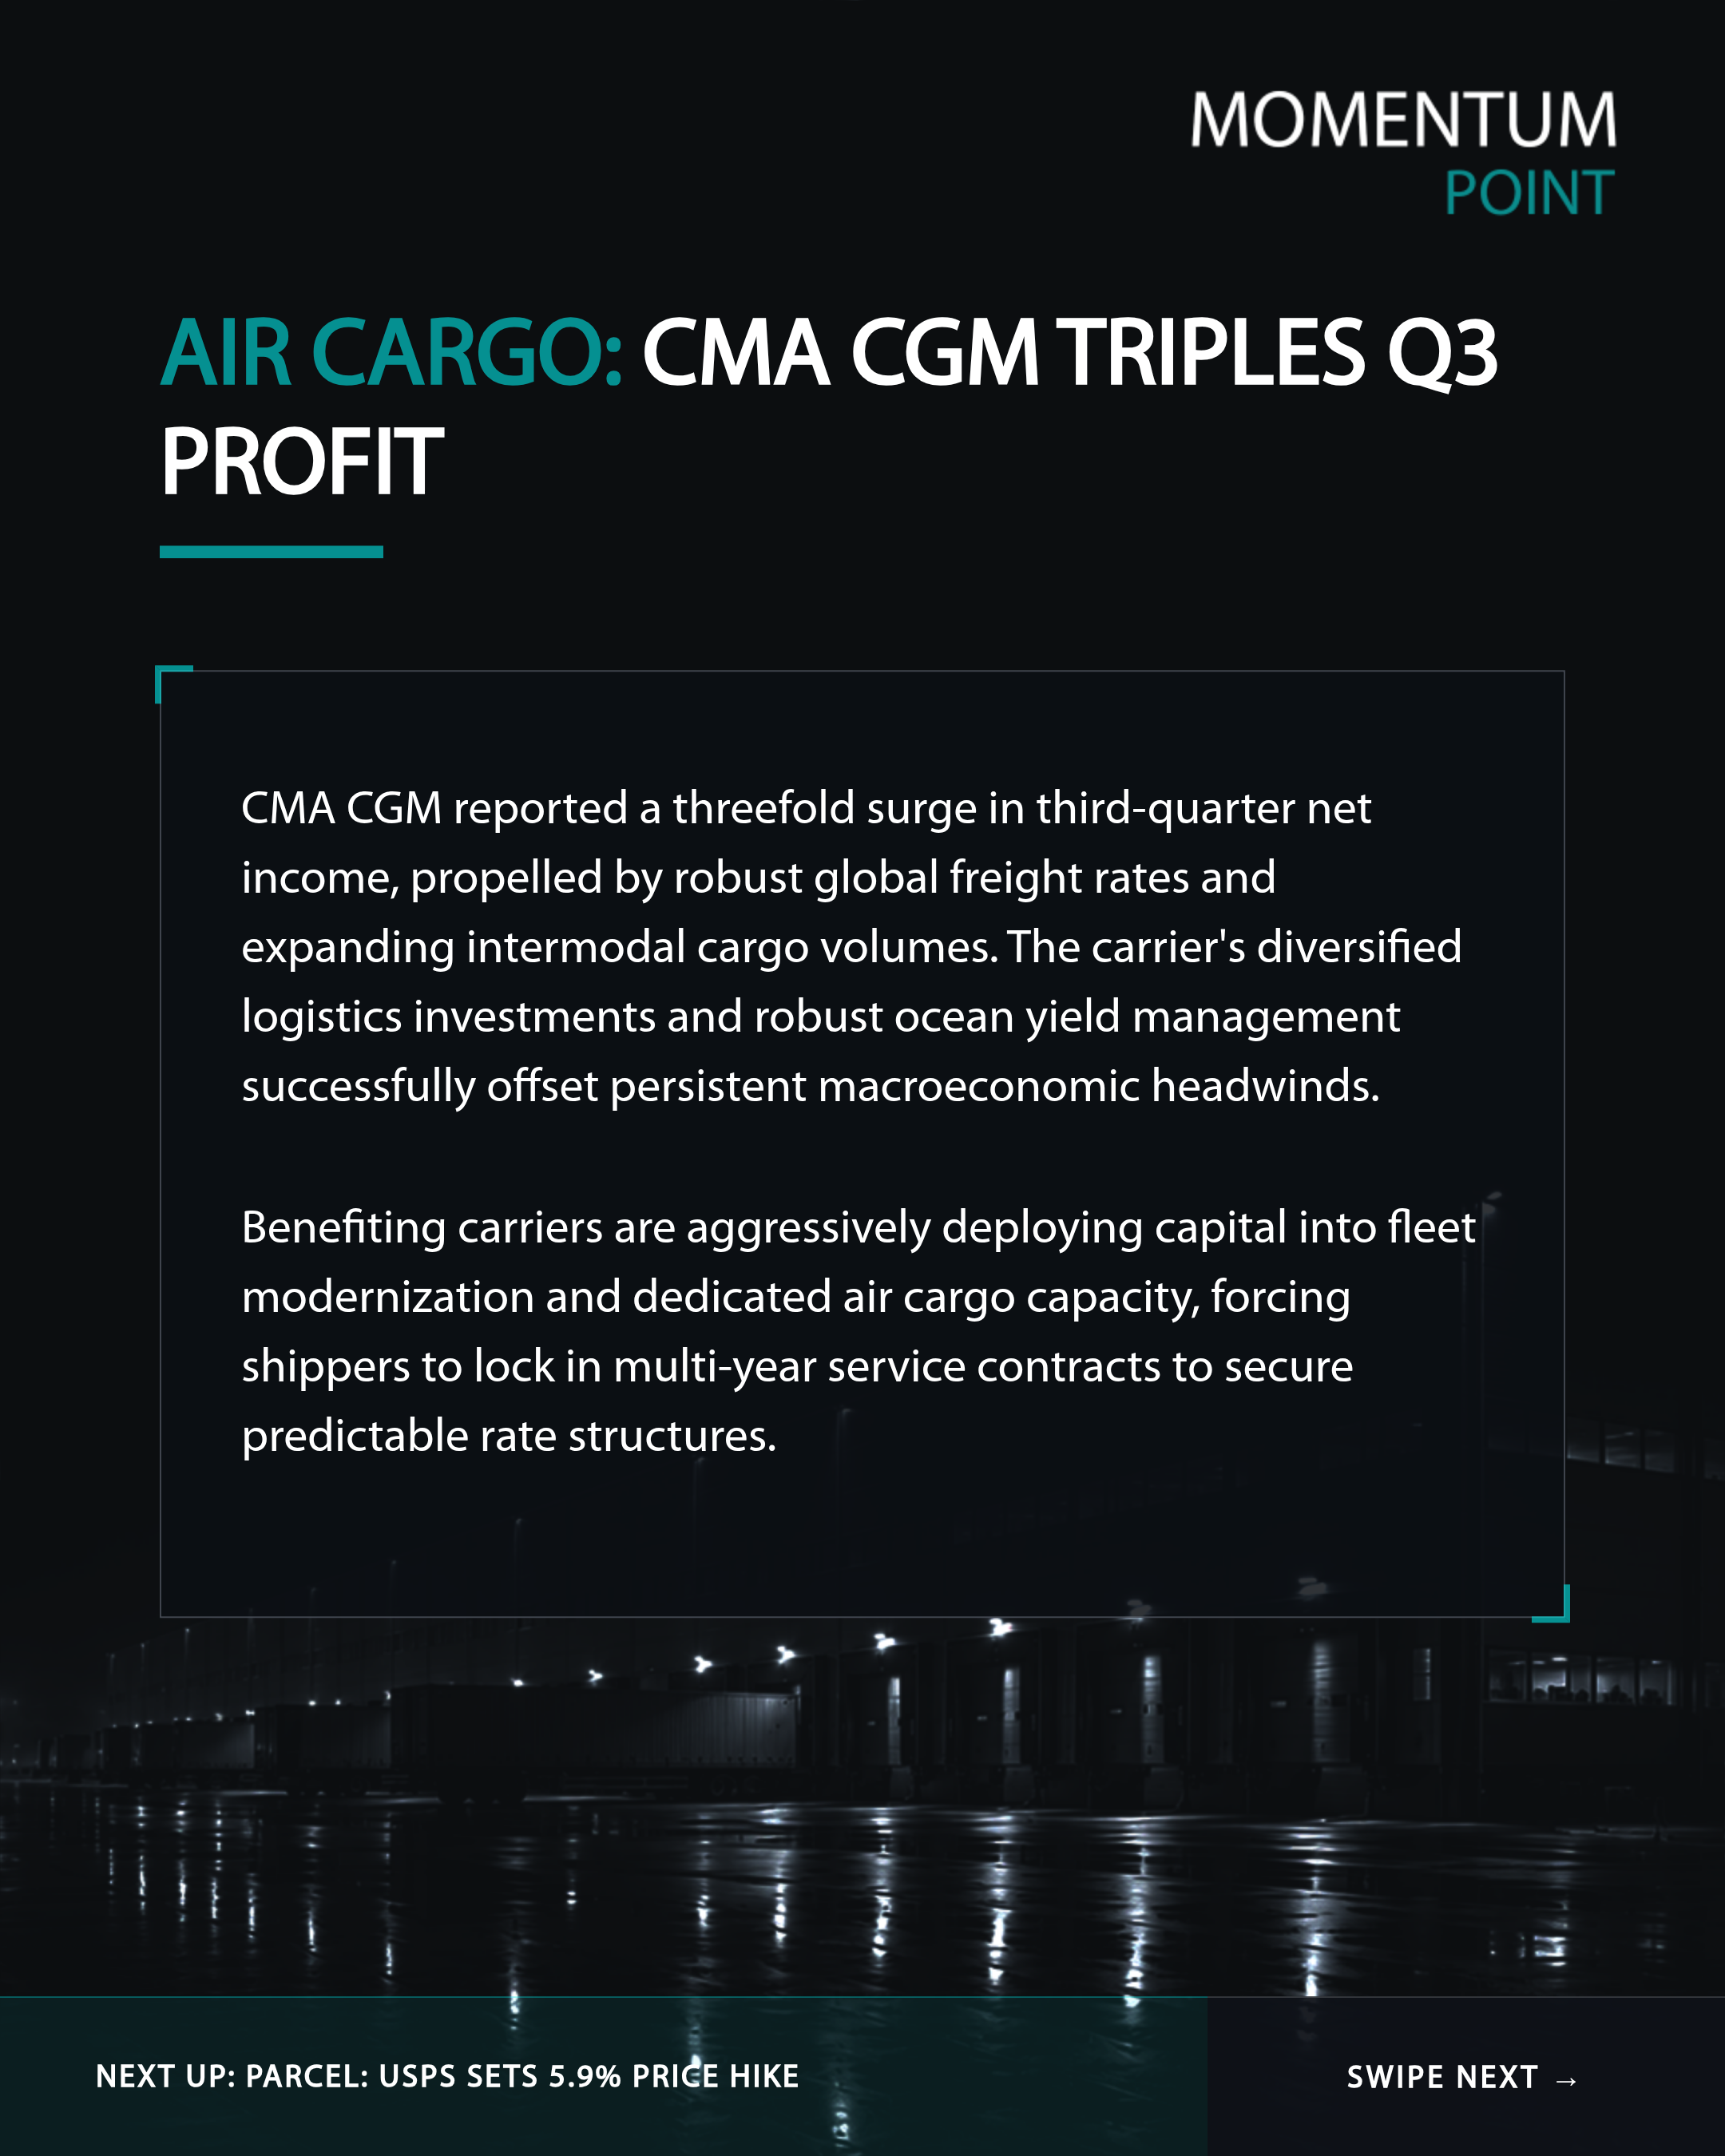 MOMENTUM
POINT
AIR CARGO: CMA CGM TRIPLES Q3
PROFIT
CMA CGM reported a threefold surge in third-quarter net
income, propelled by robust global freight rates and
expanding intermodal cargo volumes. The carrier's diversified
logistics investments and robust ocean yield management
successfully offset persistent macroeconomic headwinds.
Benefiting carriers are aggressively deploying capital into fleet
modernization and dedicated air cargo capacity, forcing
shippers to lock in multi-year service contracts to secure
predictable rate structures.
NEXT UP: PARCEL: USPS SETS 5.9% PRICE HIKE
SWIPE NEXT →